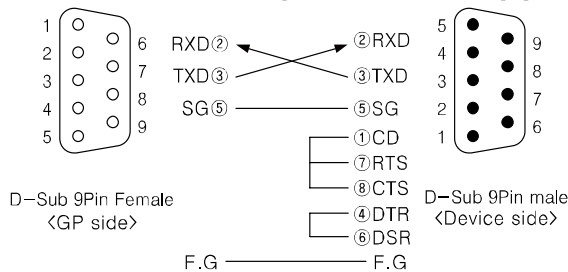 1
2
3
4
5
6
7
8
9
RXD② ②RXD
TXD③ ③TXD
SG⑤ ⑤SG
①CD
⑦RTS
⑧CTS
④DTR
⑥DSR
F.G F.G
5
4
3
2
1
9
8
7
6
D-Sub 9Pin Female
<GP side>
D-Sub 9Pin male
<Device side>